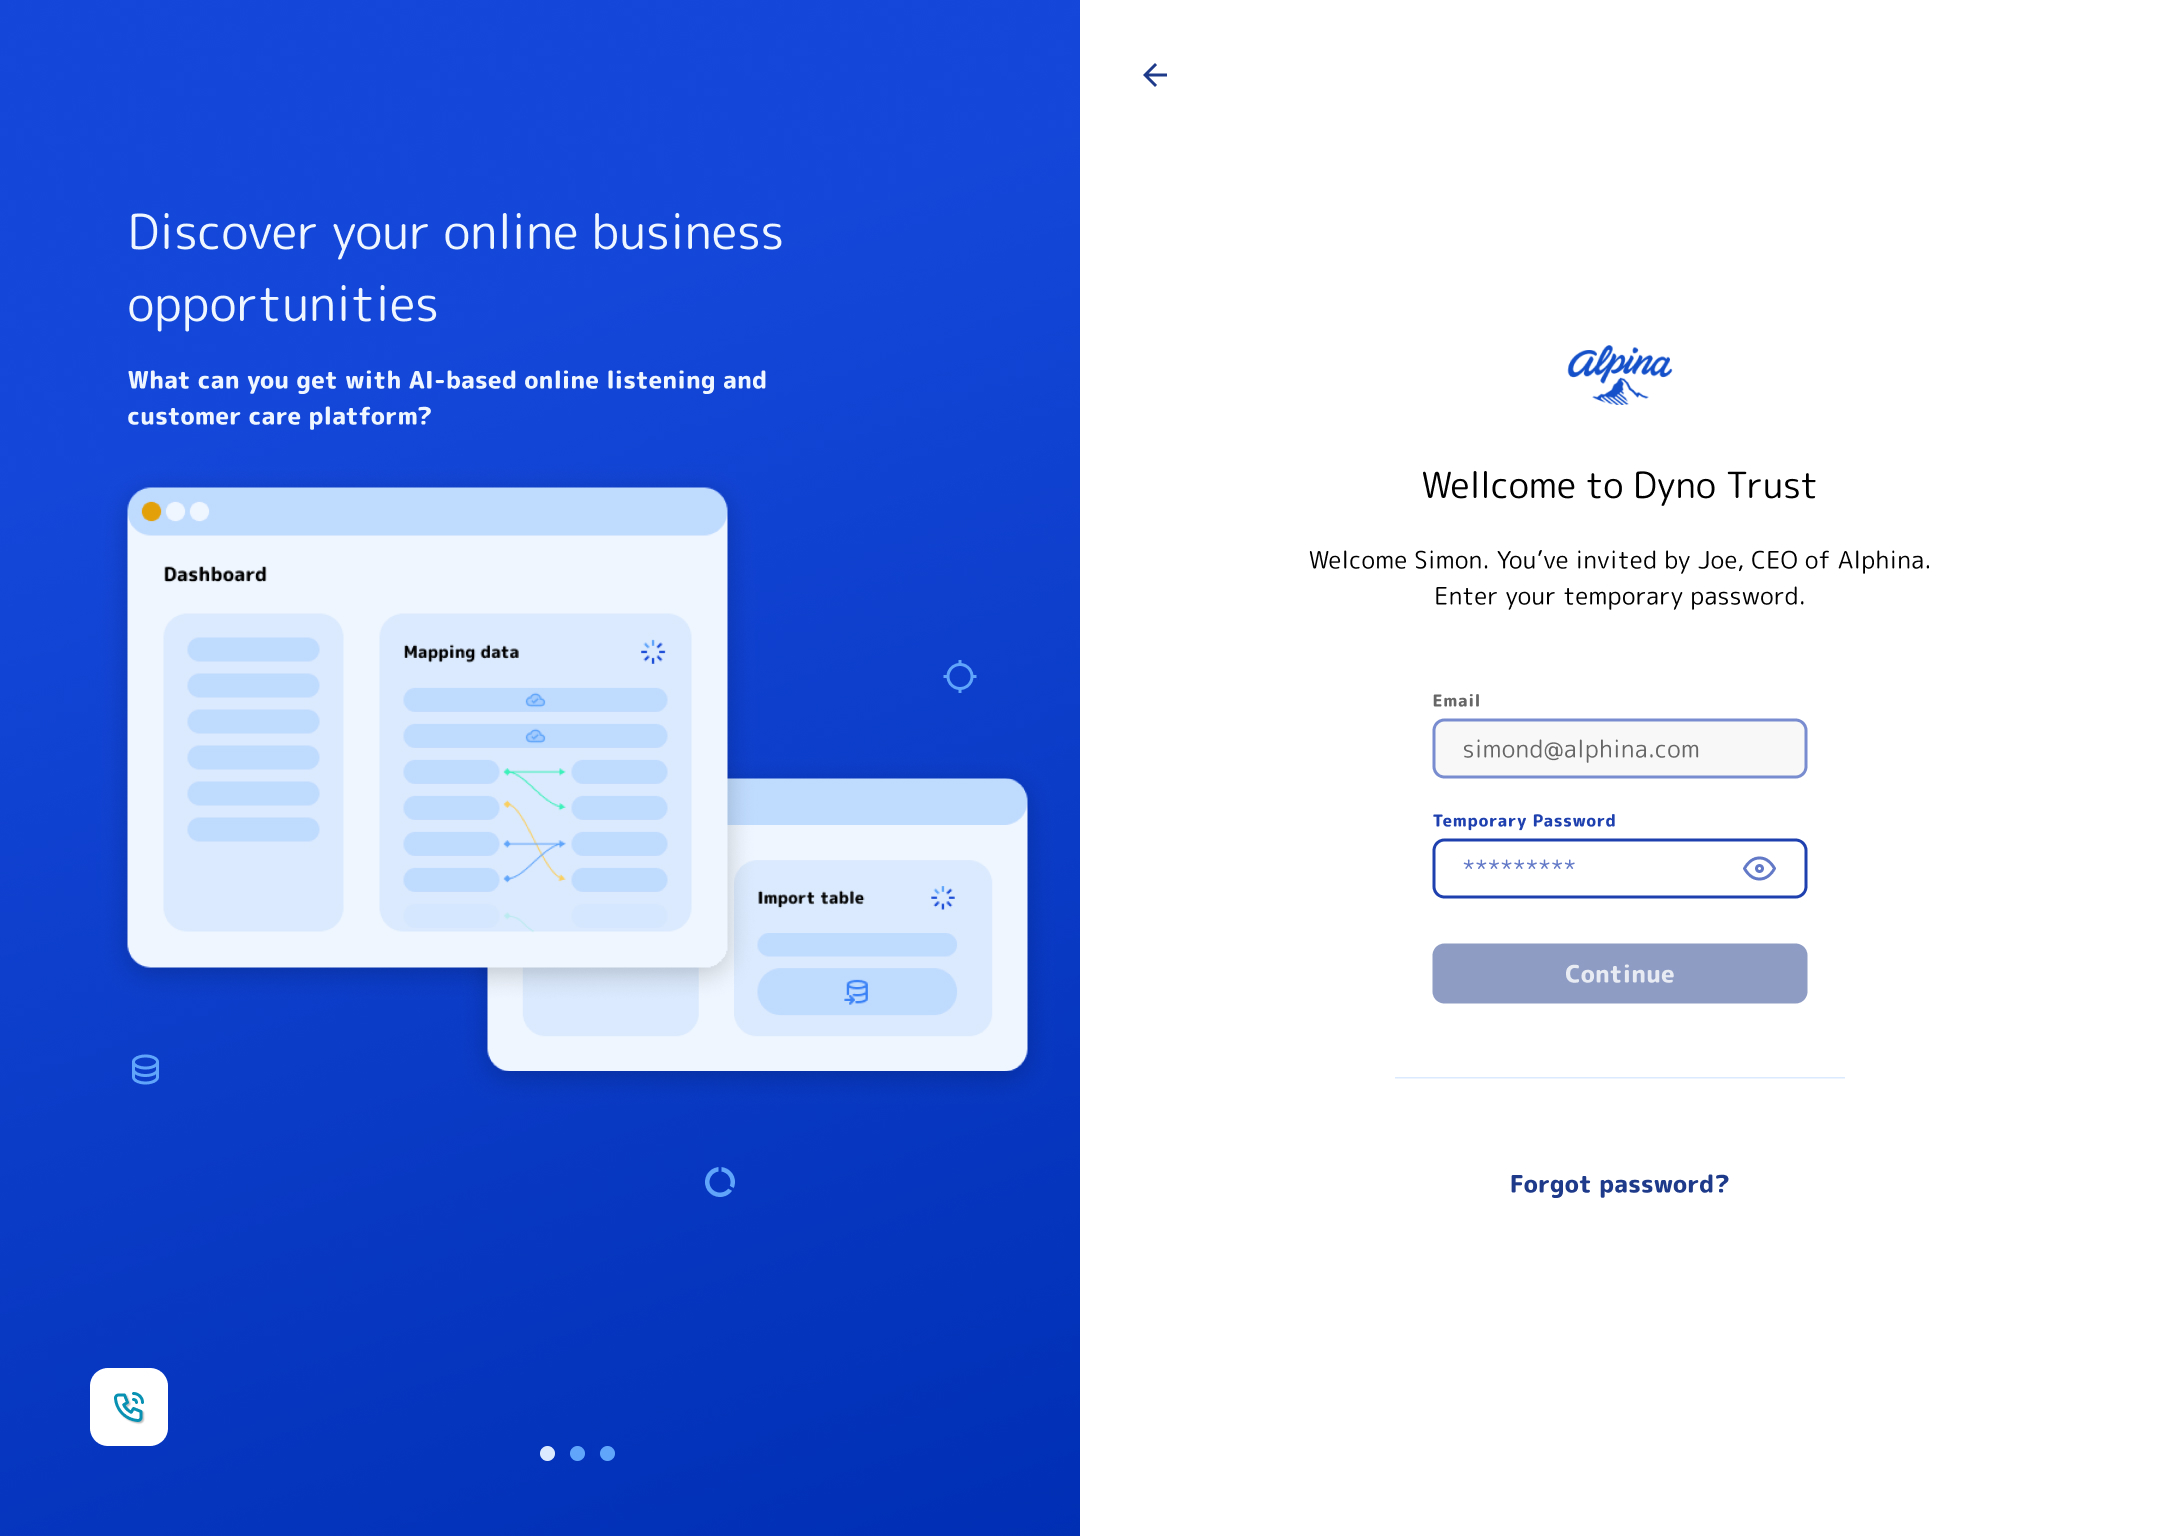 Discover your online business
opportunities
What can you get with AI-based online listening and
customer care platform?
Dashboard
Mapping data
Import table
alpina
Wellcome to Dyno Trust
Welcome Simon. You’ve invited by Joe, CEO of Alphina.
Enter your temporary password.
Email
simond@alphina.com
Temporary Password
*********
Continue
Forgot password?